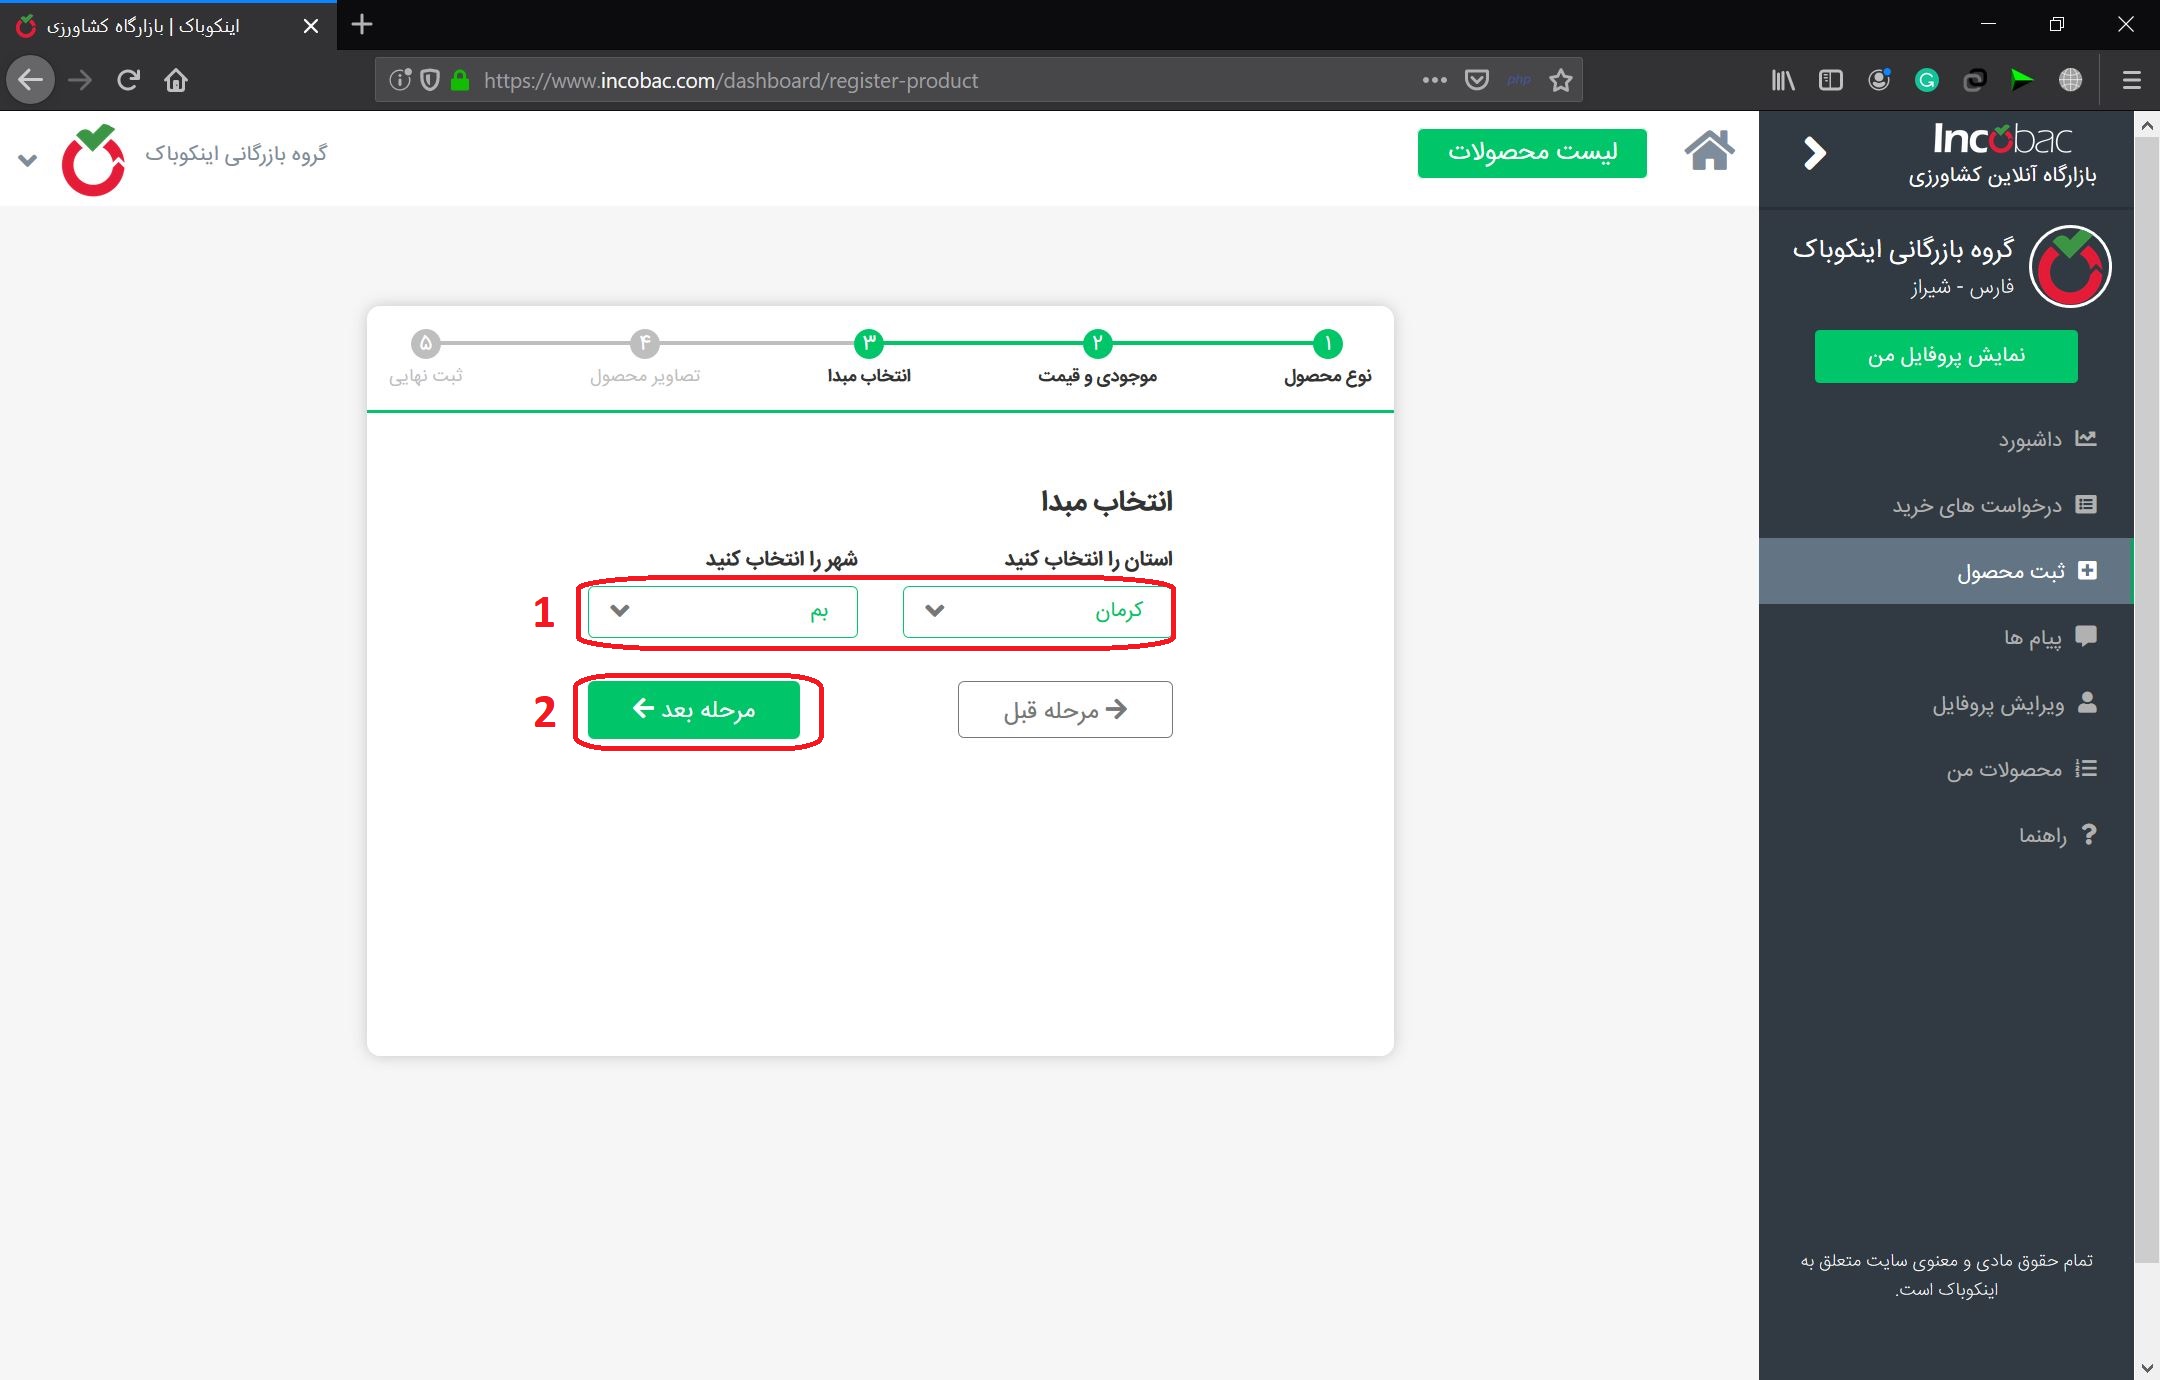 اینکوباک | بازارگاه کشاورزی
https://www.incobac.com/dashboard/register-product
php
Incobac
بازارگاه آنلاین کشاورزی
لیست محصولات
گروه بازرگانی اینکوباک
گروه بازرگانی اینکوباک
فارس - شیراز
نمایش پروفایل من
داشبورد
درخواست های خرید
ثبت محصول
پیام ها
ویرایش پروفایل
محصولات من
راهنما
تمام حقوق مادی و معنوی سایت متعلق به
اینکوباک است.
۱ ۲ ۳ ۴ ۵
نوع محصول موجودی و قیمت انتخاب مبدا تصاویر محصول ثبت نهایی
انتخاب مبدا
استان را انتخاب کنید شهر را انتخاب کنید
کرمان بم 1
مرحله قبل مرحله بعد 2